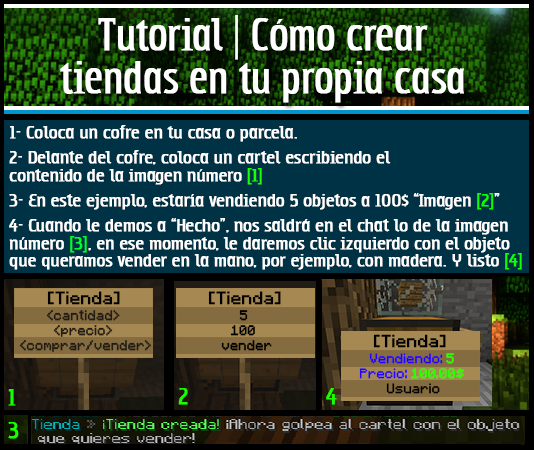 Tutorial | Cómo crear
tiendas en tu propia casa
1- Coloca un cofre en tu casa o parcela.
2- Delante del cofre, coloca un cartel escribiendo el
contenido de la imagen número [1]
3- En este ejemplo, estaría vendiendo 5 objetos a 100$ “Imagen [2]”
4- Cuando le demos a “Hecho”, nos saldrá en el chat lo de la imagen
número [3], en ese momento, le daremos clic izquierdo con el objeto
que queramos vender en la mano, por ejemplo, con madera. Y listo [4]
[Tienda]
<cantidad>
<precio>
<comprar/vender>
1
[Tienda]
5
100
vender
2
[Tienda]
Vendiendo: 5
Precio: 100.00$
Usuario
4
3
Tienda » ¡Tienda creada! ¡Ahora golpea al cartel con el objeto
que quieres vender!